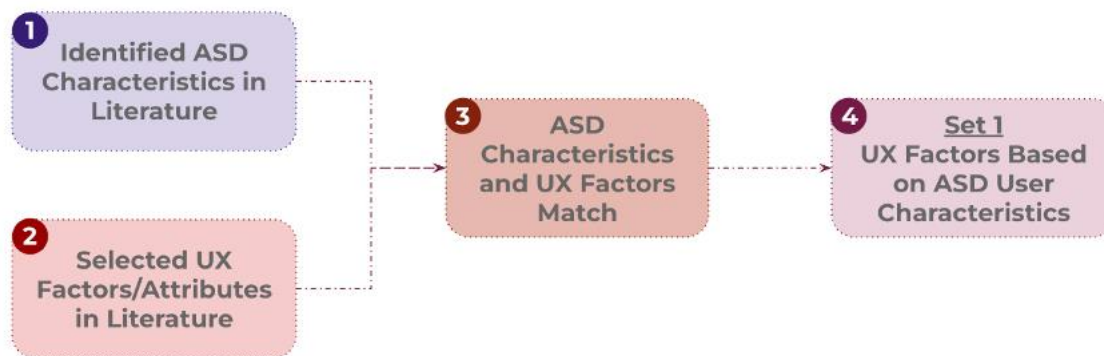 1
Identified ASD
Characteristics in
Literature
2
Selected UX
Factors/Attributes
in Literature
3
ASD
Characteristics
and UX Factors
Match
4
Set 1
UX Factors Based
on ASD User
Characteristics